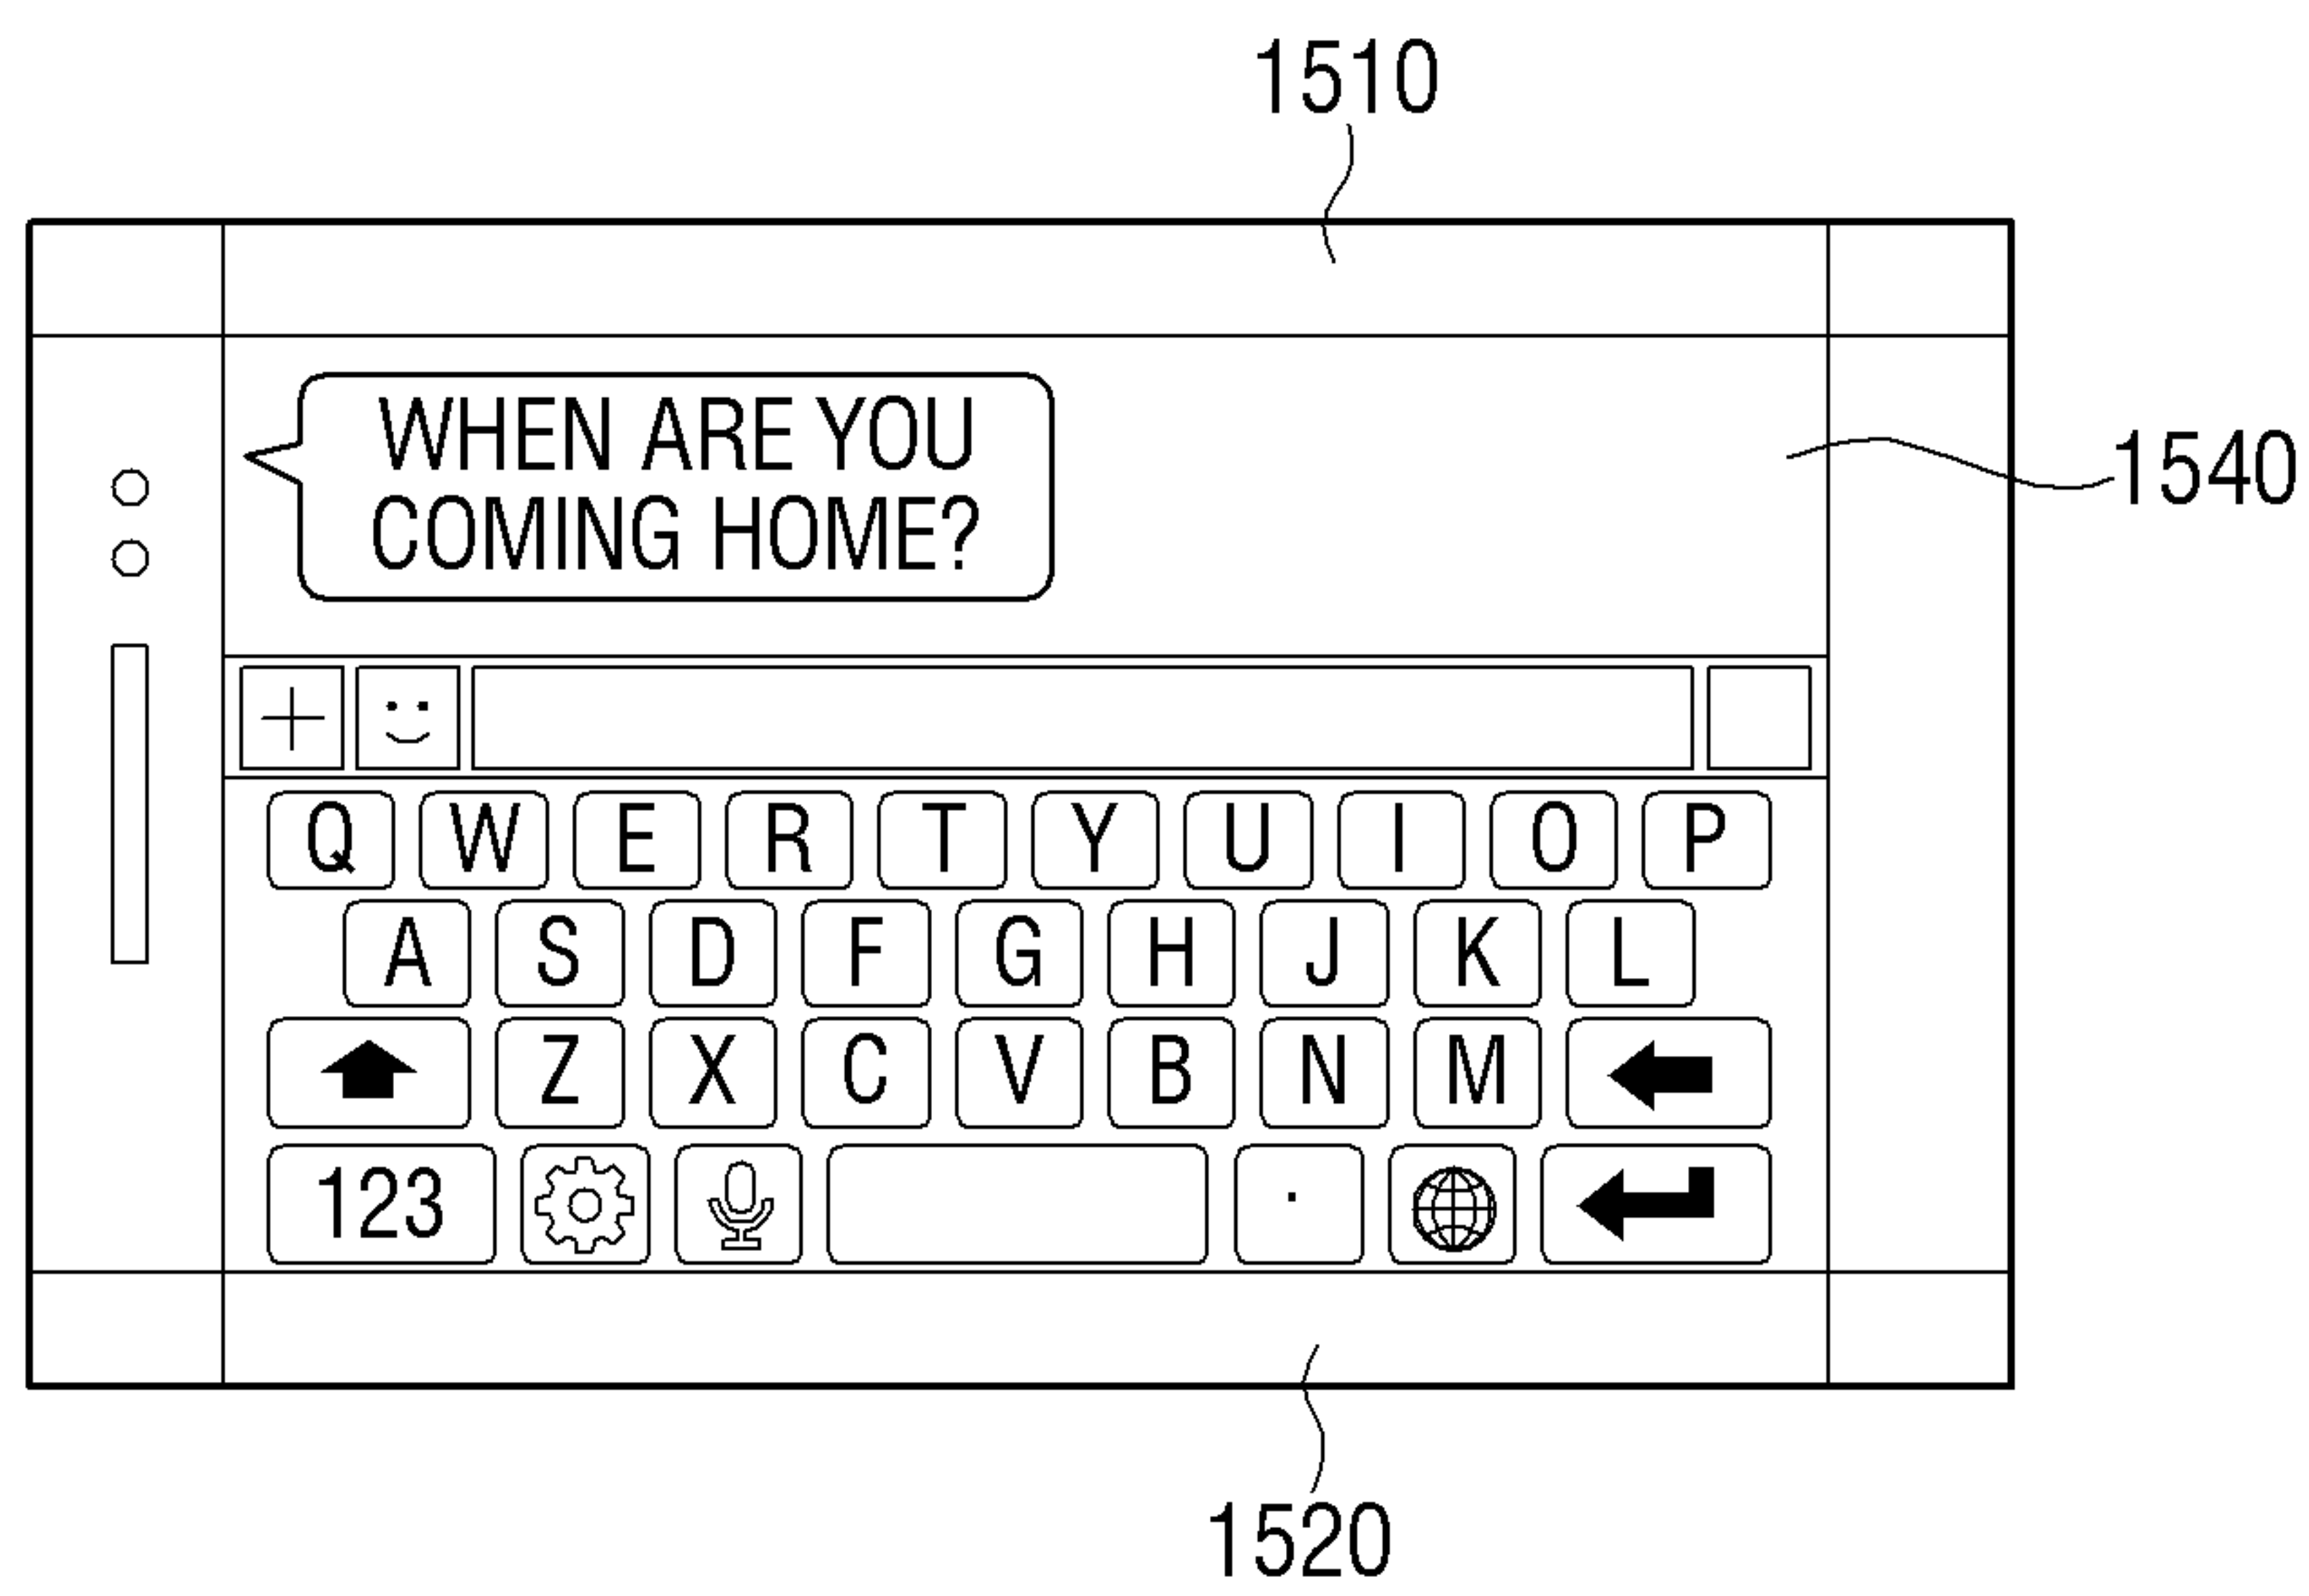 1510
WHEN ARE YOU
COMING HOME?
1540
Q W E R T Y U I O P
A S D F G H J K L
Z X C V B N M
123 .
1520